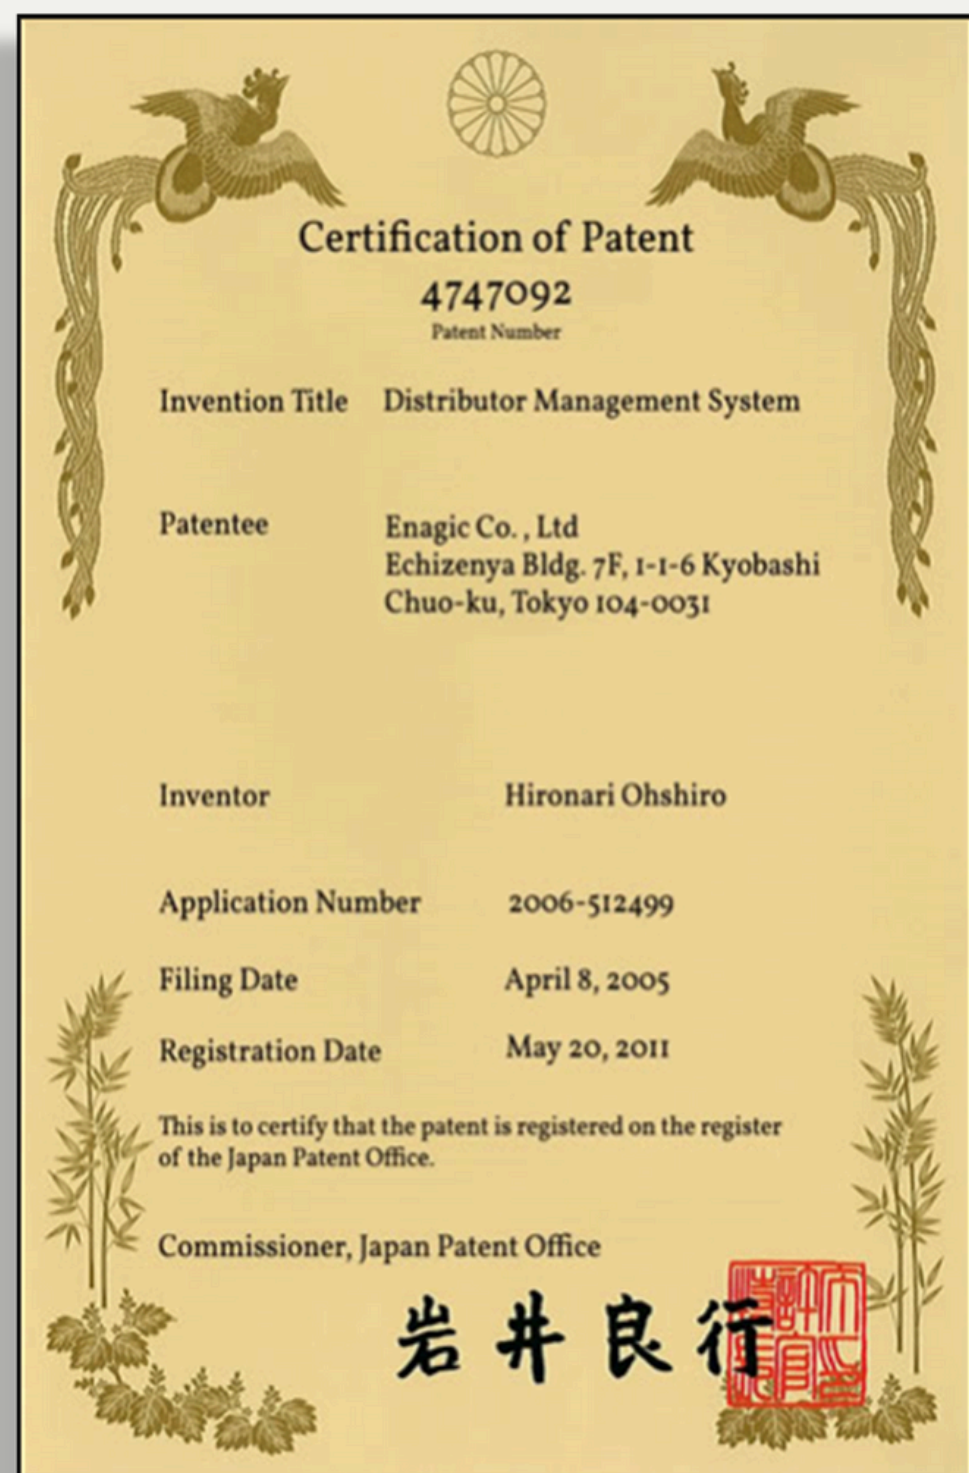 Certification of Patent
4747092
Patent Number
Invention Title Distributor Management System
Patentee Enagic Co. , Ltd
Echizenya Bldg. 7F, 1-1-6 Kyobashi
Chuo-ku, Tokyo 104-0031
Inventor Hironari Ohshiro
Application Number 2006-512499
Filing Date April 8, 2005
Registration Date May 20, 2011
This is to certify that the patent is registered on the register
of the Japan Patent Office.
Commissioner, Japan Patent Office
岩井良行